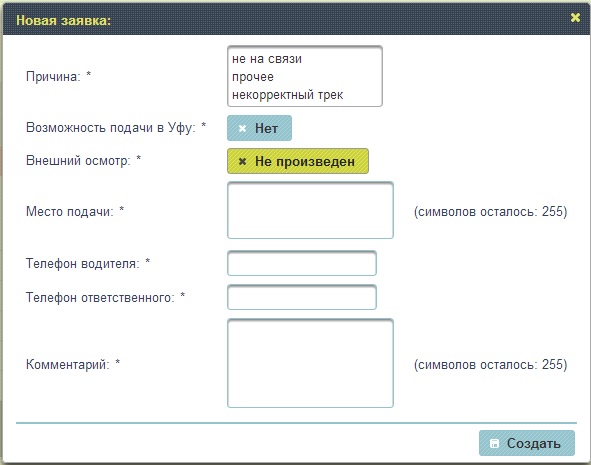 Новая заявка:
Причина: *
не на связи
прочее
некорректный трек
Возможность подачи в Уфу: *
Нет
Внешний осмотр: *
Не произведен
Место подачи: *
(символов осталось: 255)
Телефон водителя: *
Телефон ответственного: *
Комментарий: *
(символов осталось: 255)
Создать